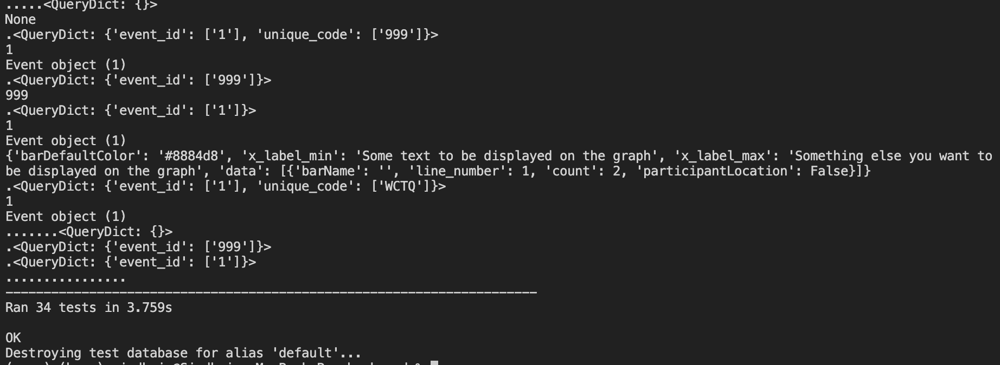 .....<QueryDict: {}>
None
.<QueryDict: {'event_id': ['1'], 'unique_code': ['999']}>
1
Event object (1)
.<QueryDict: {'event_id': ['999']}>
999
.<QueryDict: {'event_id': ['1']}>
1
Event object (1)
{'barDefaultColor': '#8884d8', 'x_label_min': 'Some text to be displayed on the graph', 'x_label_max': 'Something else you want to
be displayed on the graph', 'data': [{'barName': '', 'line_number': 1, 'count': 2, 'participantLocation': False}]}
.<QueryDict: {'event_id': ['1'], 'unique_code': ['WCTQ']}>
1
Event object (1)
.......<QueryDict: {}>
.<QueryDict: {'event_id': ['999']}>
.<QueryDict: {'event_id': ['1']}>
................
----------------------------------------------------------------------
Ran 34 tests in 3.759s
OK
Destroying test database for alias 'default'...